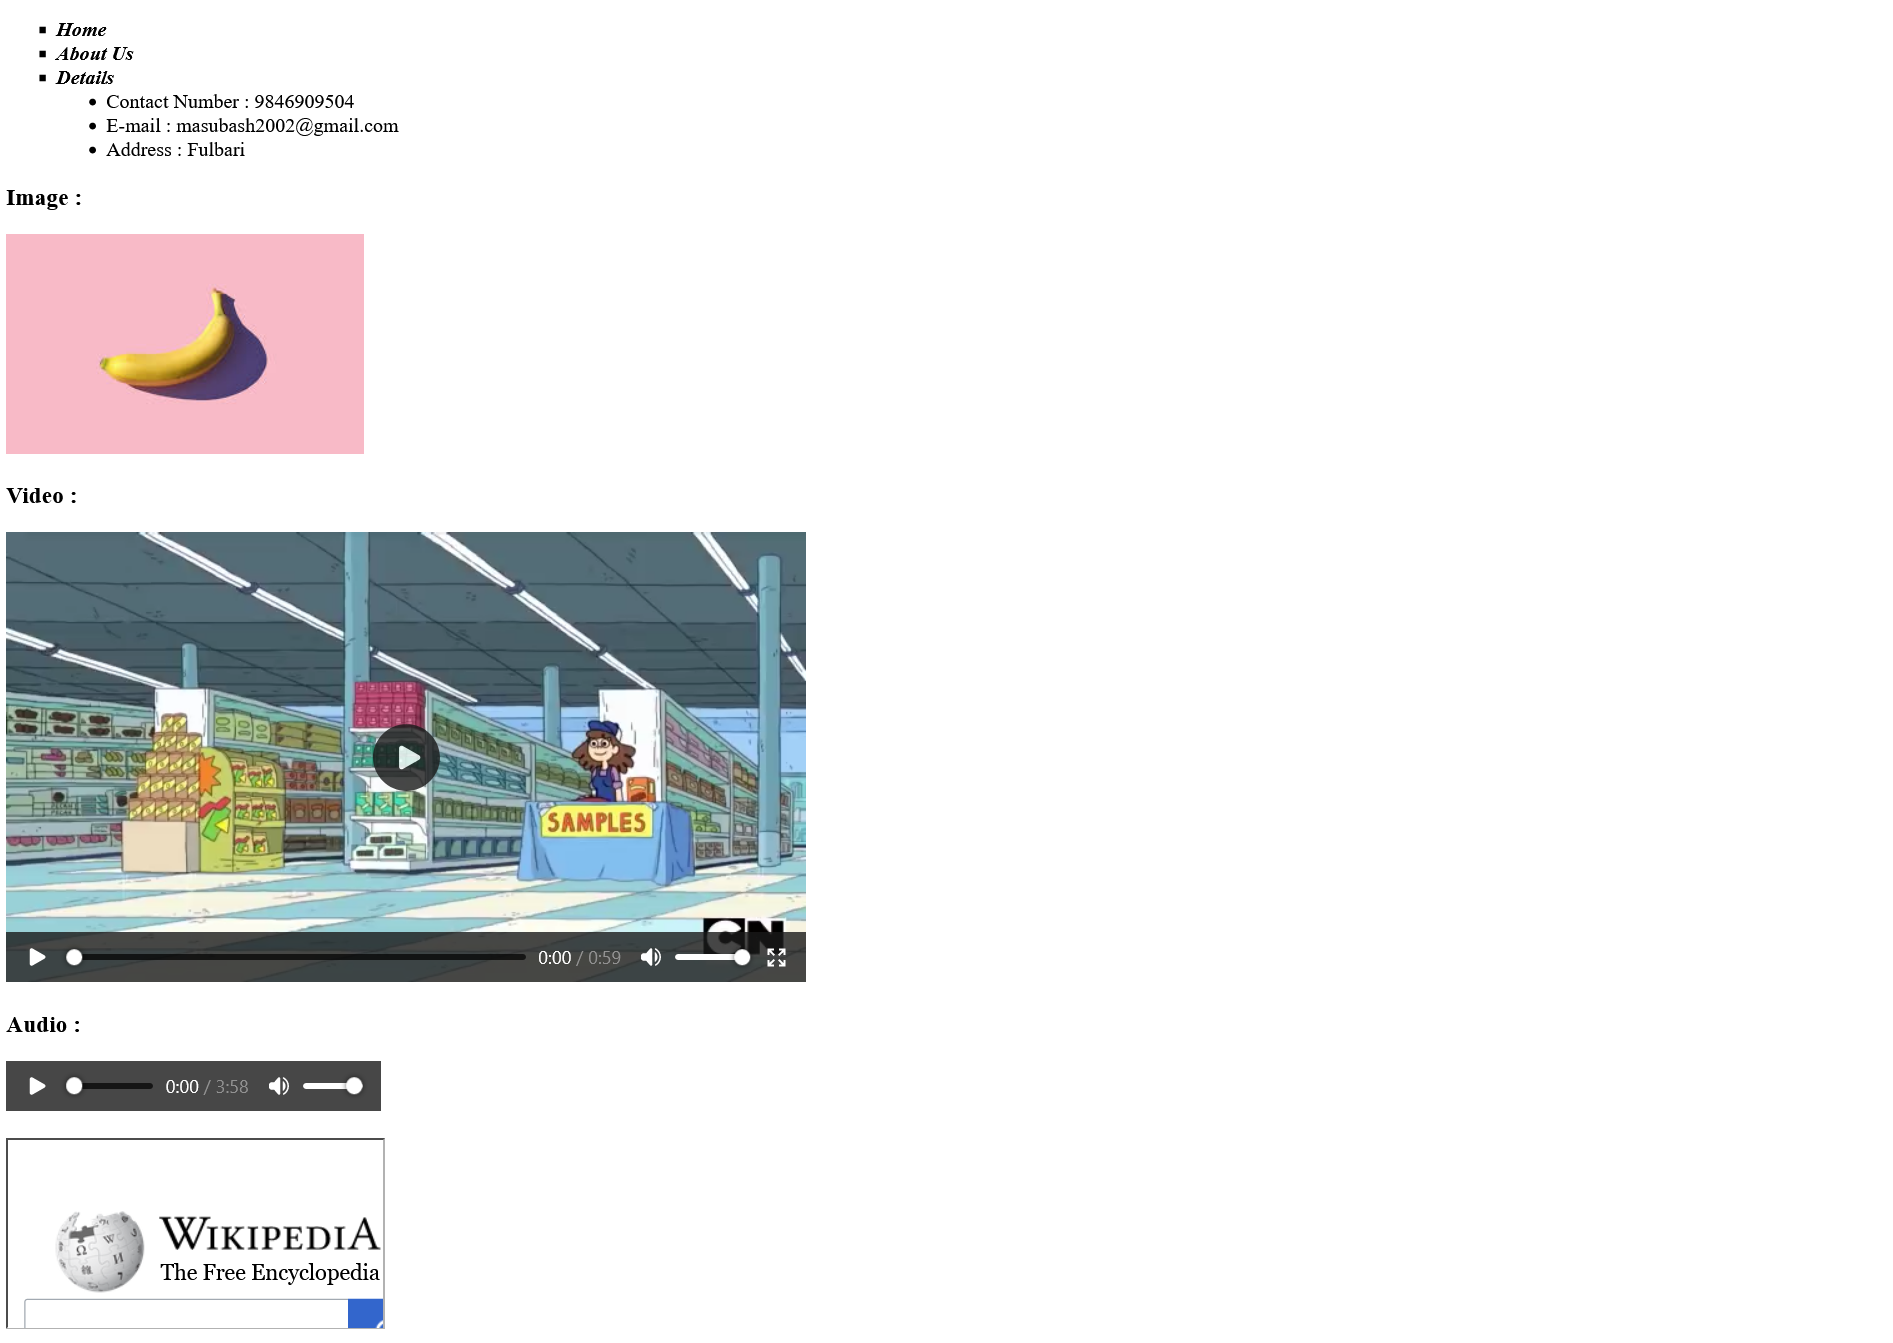 Home
About Us
Details
Contact Number : 9846909504
E-mail : masubash2002@gmail.com
Address : Fulbari
Image :
Video :
SAMPLES
CN
0:00 / 0:59
Audio :
0:00 / 3:58
WIKIPEDIA
The Free Encyclopedia